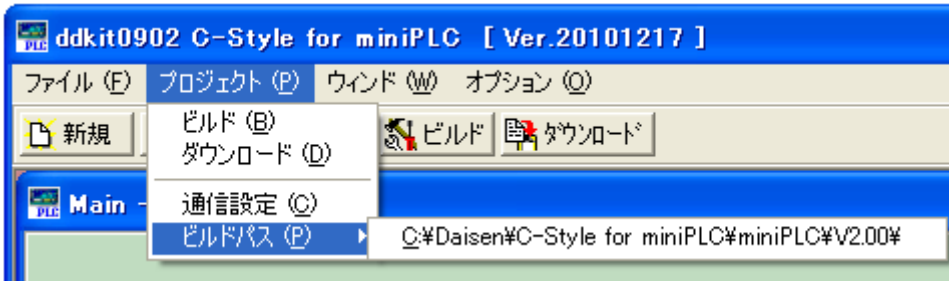 ddkit0902 C-Style for miniPLC [ Ver.20101217 ]
ファイル (F) プロジェクト (P) ウィンド (W) オプション (O)
新規 ビルド ダウンロード
ビルド (B)
ダウンロード (D)
通信設定 (C)
ビルドパス (P) C:¥Daisen¥C-Style for miniPLC¥miniPLC¥V2.00¥
PLC Main -